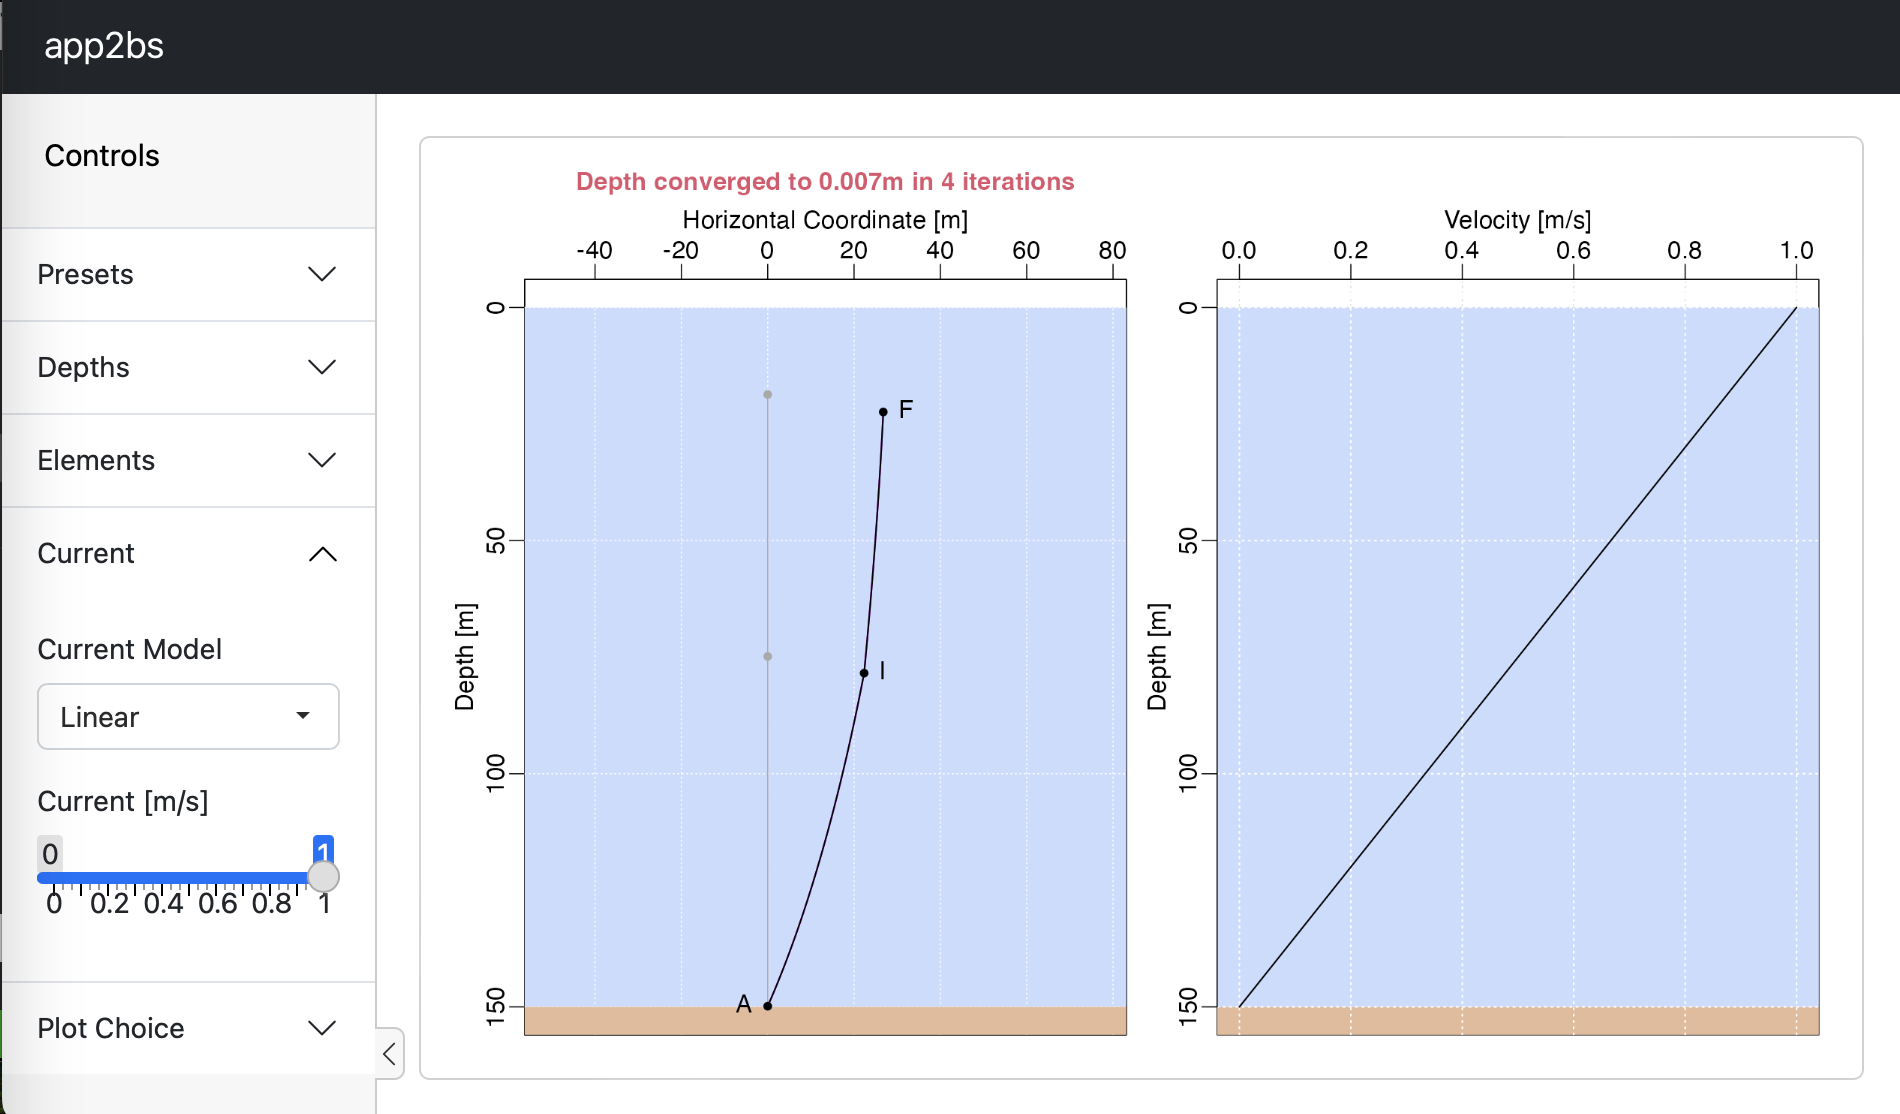 app2bs
Controls
Presets
Depths
Elements
Current
Current Model
Linear
Current [m/s]
0 1
0 0.2 0.4 0.6 0.8 1
Plot Choice
Depth converged to 0.007m in 4 iterations
Horizontal Coordinate [m]
-40 -20 0 20 40 60 80
Depth [m]
0
50
100
150
F
I
A
Velocity [m/s]
0.0 0.2 0.4 0.6 0.8 1.0
Depth [m]
0
50
100
150